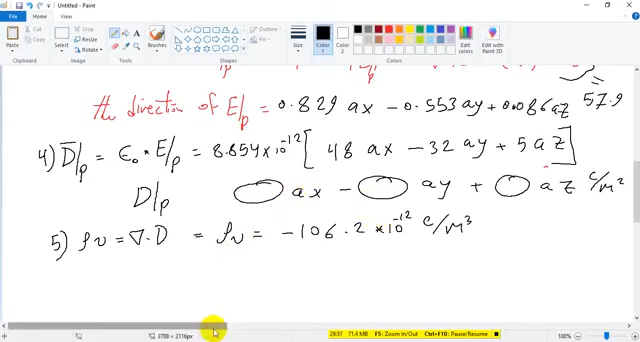 Untitled - Paint
File Home View
Cut
Copy
Paste
Clipboard
Crop
Resize
Rotate
Select
Image
Brushes
Tools
Outline
Fill
Shapes
Size
Color 1
Color 2
Edit colors
Edit with Paint 3D
Colors
the direction of E/p = 0.829 ax - 0.553 ay + 0.086 az
57.9
4) D̅/p = ϵ₀ * E/p = 8.854*10⁻¹² [ 48 ax - 32 ay + 5 az ]
D/p ax - ay + az c/m²
5) ρv = ∇.D = ρv = -106.2 *10⁻¹² c/m³
3788 × 2116px
29:51 71.4 MB F5: Zoom In/Out Ctrl+1: Pause/Resume
100%